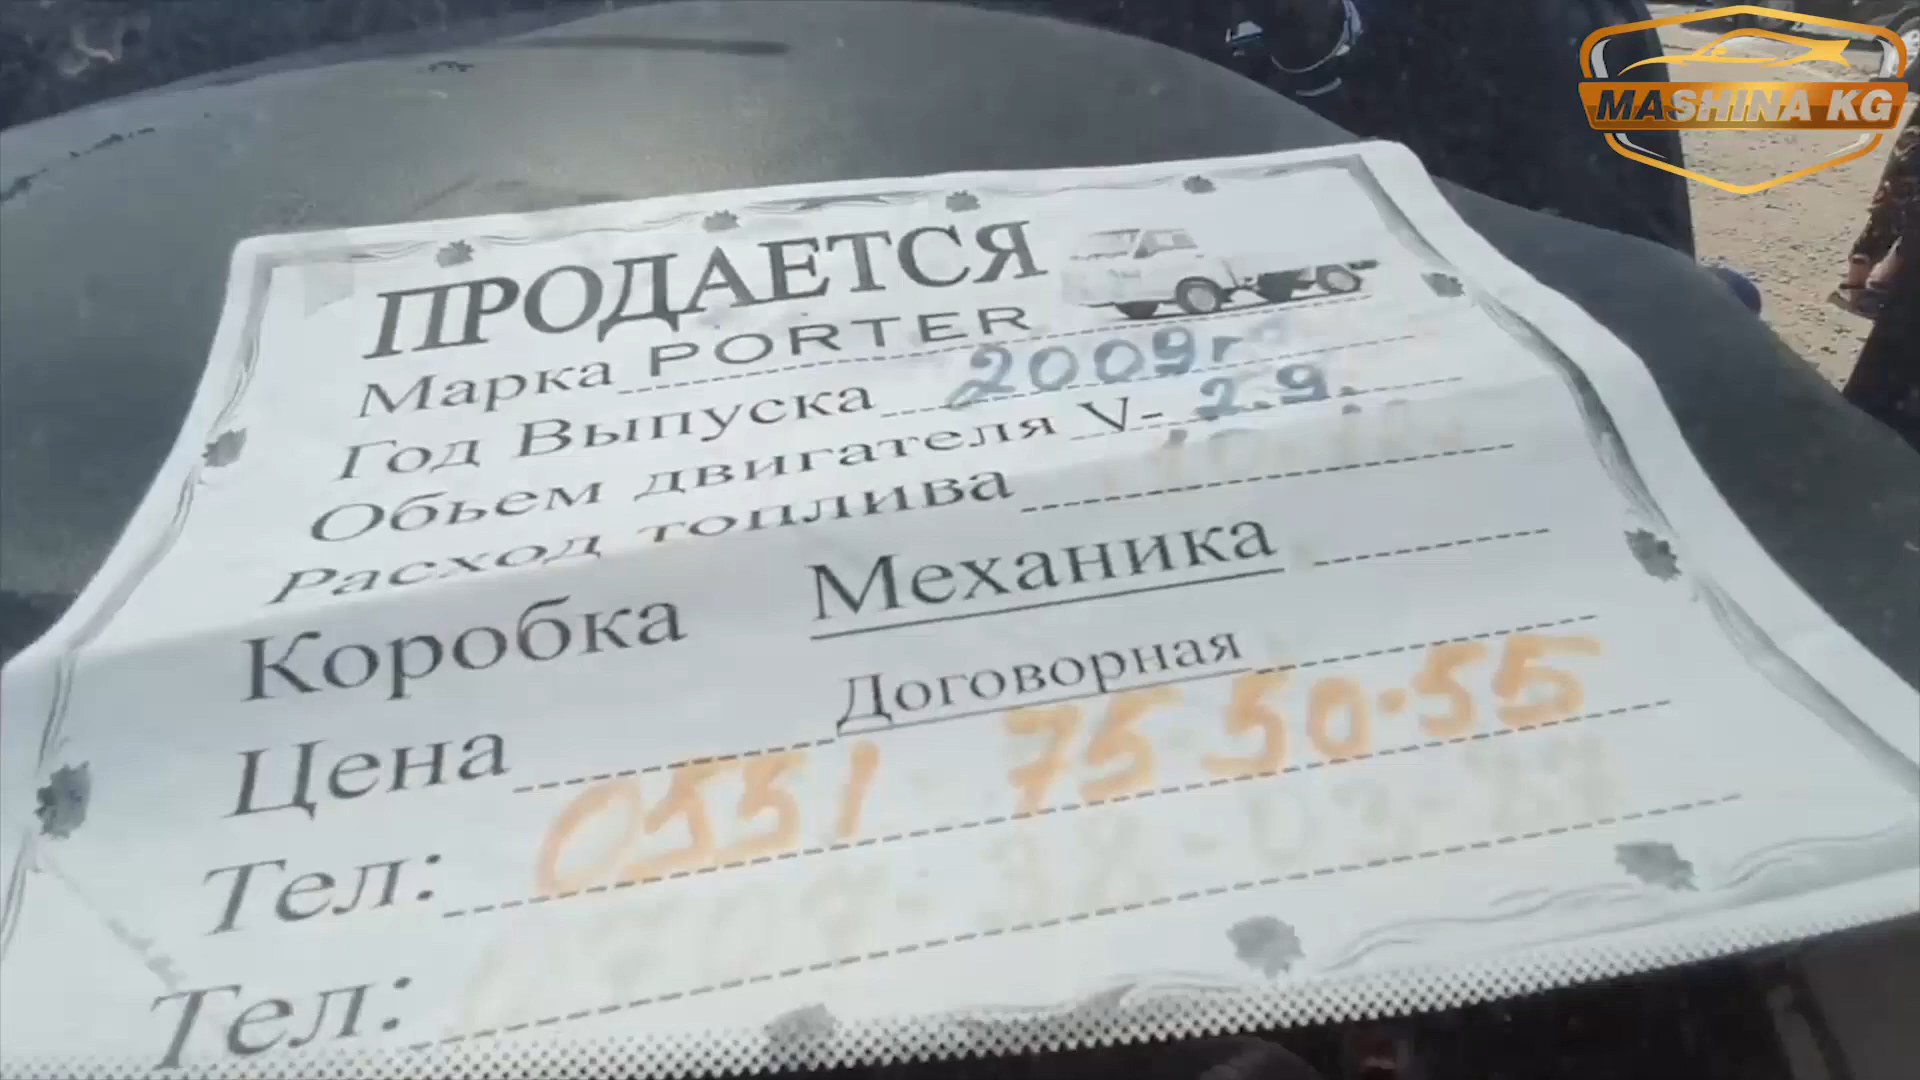 MASHINA KG
ПРОДАЕТСЯ
Марка PORTER
Год Выпуска 2009г
Обьем двигателя V- 2.9.
Расход топлива
Коробка Механика
Цена Договорная
Тел: 0551 75-50-55
Тел: